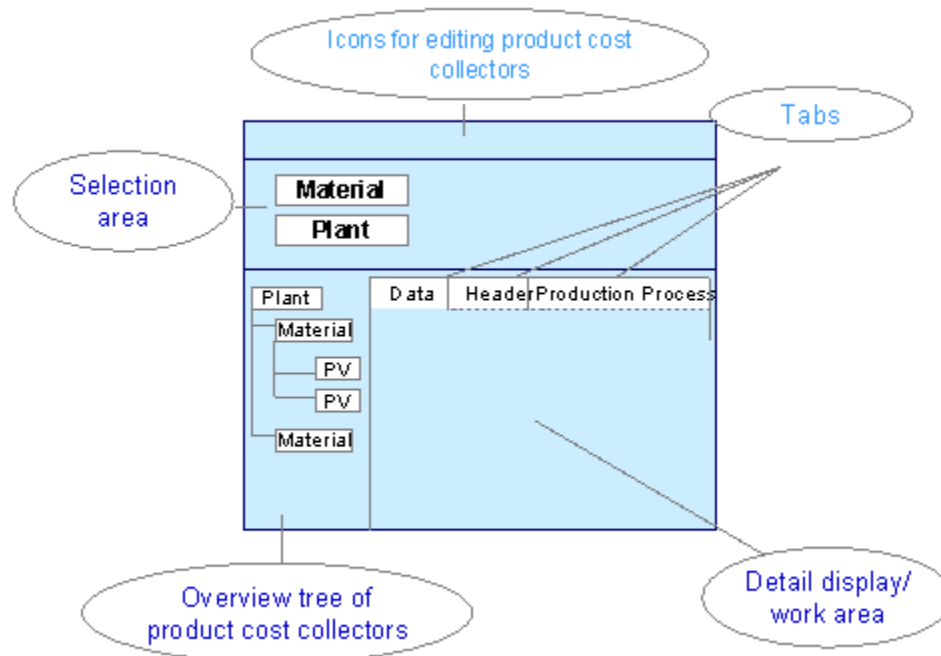 Icons for editing product cost
collectors
Tabs
Selection
area
Material
Plant
Plant
Material
PV
PV
Material
Data
Header
Production Process
Overview tree of
product cost collectors
Detail display/
work area